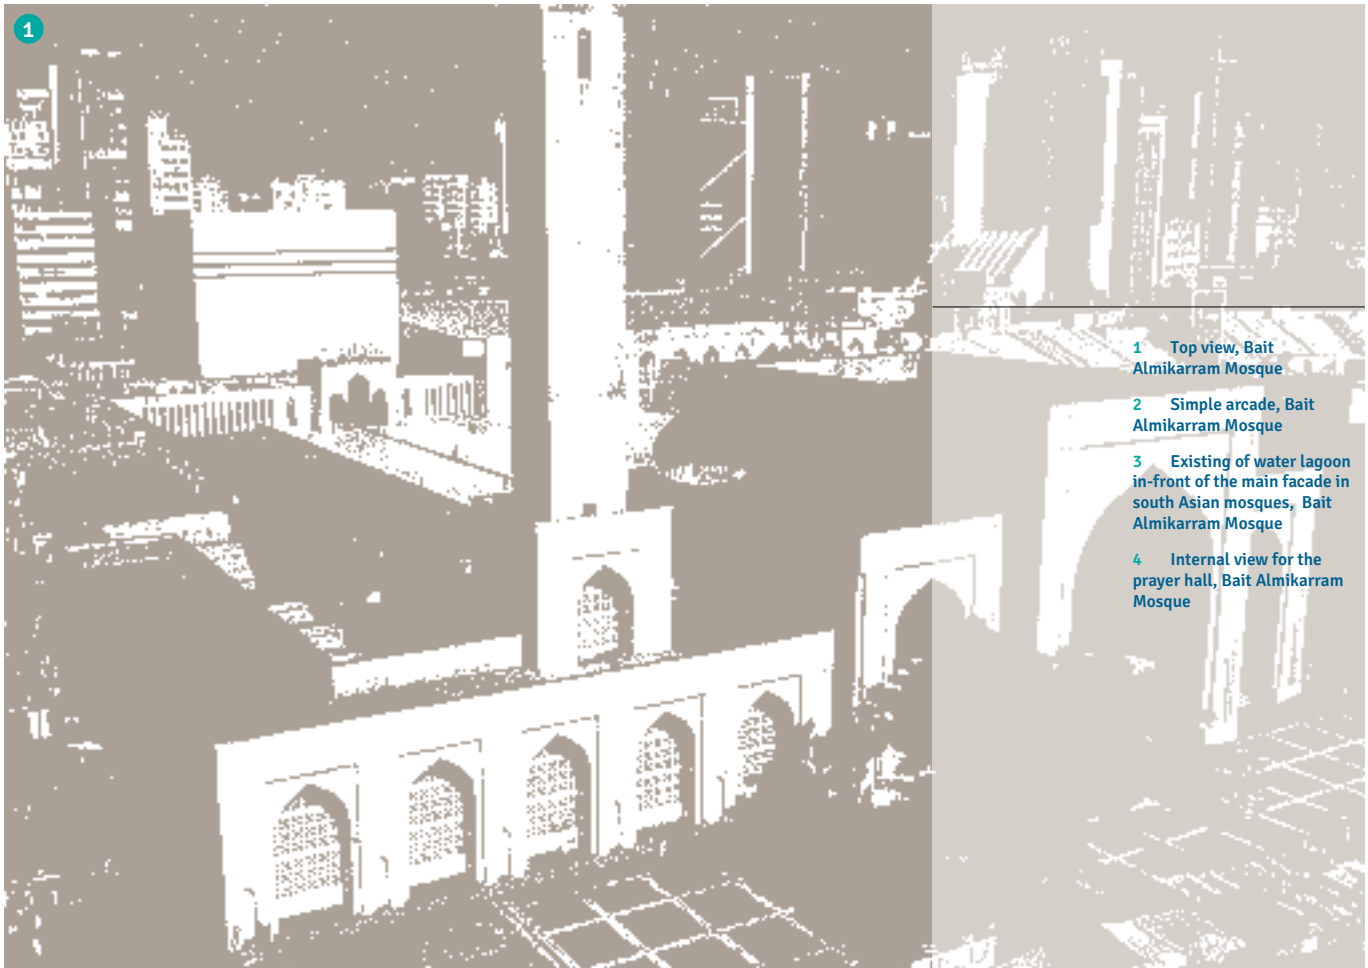 1
1 Top view, Bait
Almikarram Mosque
2 Simple arcade, Bait
Almikarram Mosque
3 Existing of water lagoon
in-front of the main facade in
south Asian mosques, Bait
Almikarram Mosque
4 Internal view for the
prayer hall, Bait Almikarram
Mosque